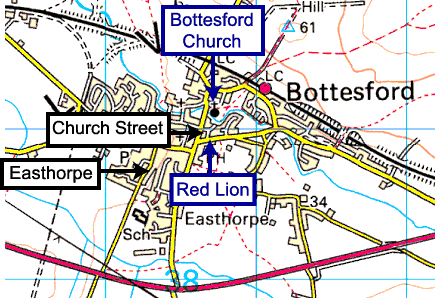 Hill
61
Bottesford
Church
LC
LC
Bottesford
Church Street
P
Easthorpe
H
Red Lion
34
Easthorpe
Sch
38